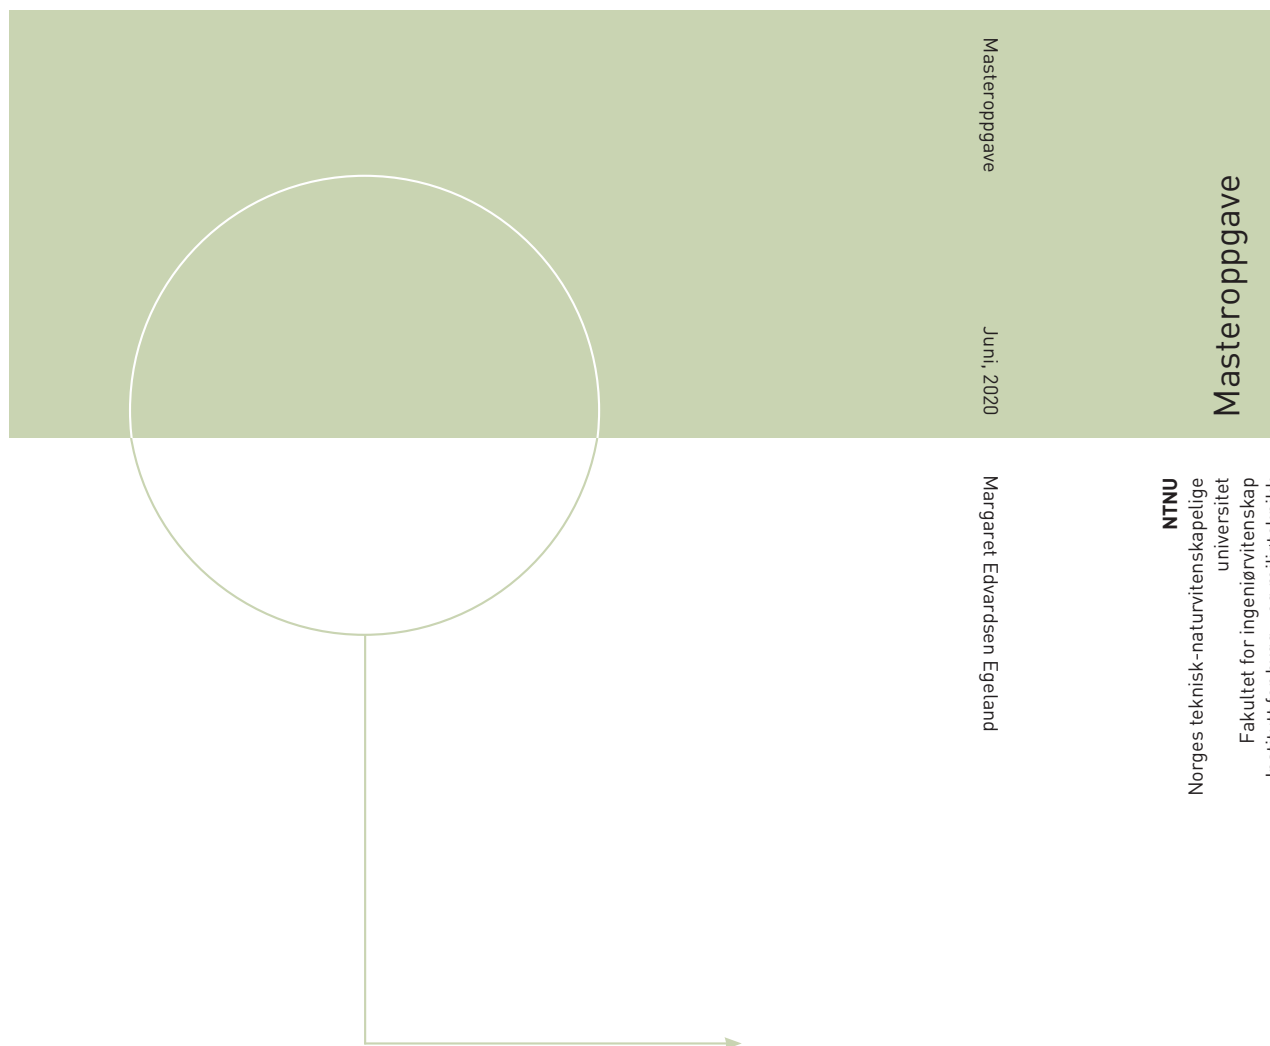 Masteroppgave
Juni, 2020
Margaret Edvardsen Egeland
Masteroppgave
NTNU
Norges teknisk-naturvitenskapelige
universitet
Fakultet for ingeniørvitenskap